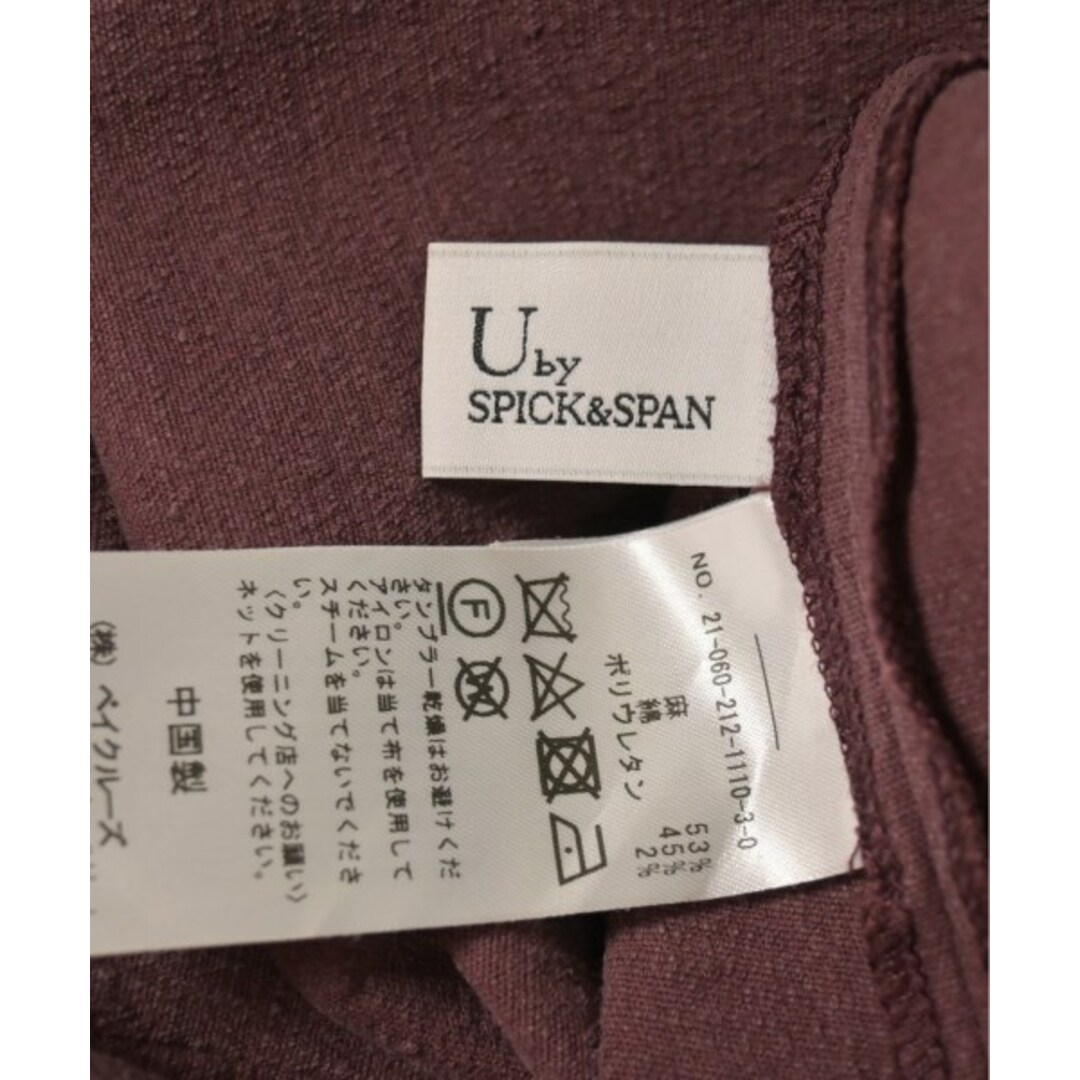 U by
SPICK&SPAN
NO. 21-060-212-1110-3-0
麻 53%
綿 45%
ポリウレタン 2%
F
W
タンブラー乾燥はお避けくだ
さい。
アイロンは当て布を使用して
ください。
スチームを当てないでくださ
い。
〈クリーニング店へのお願い〉
ネットを使用してください。
中国製
(株) ベイクルーズ